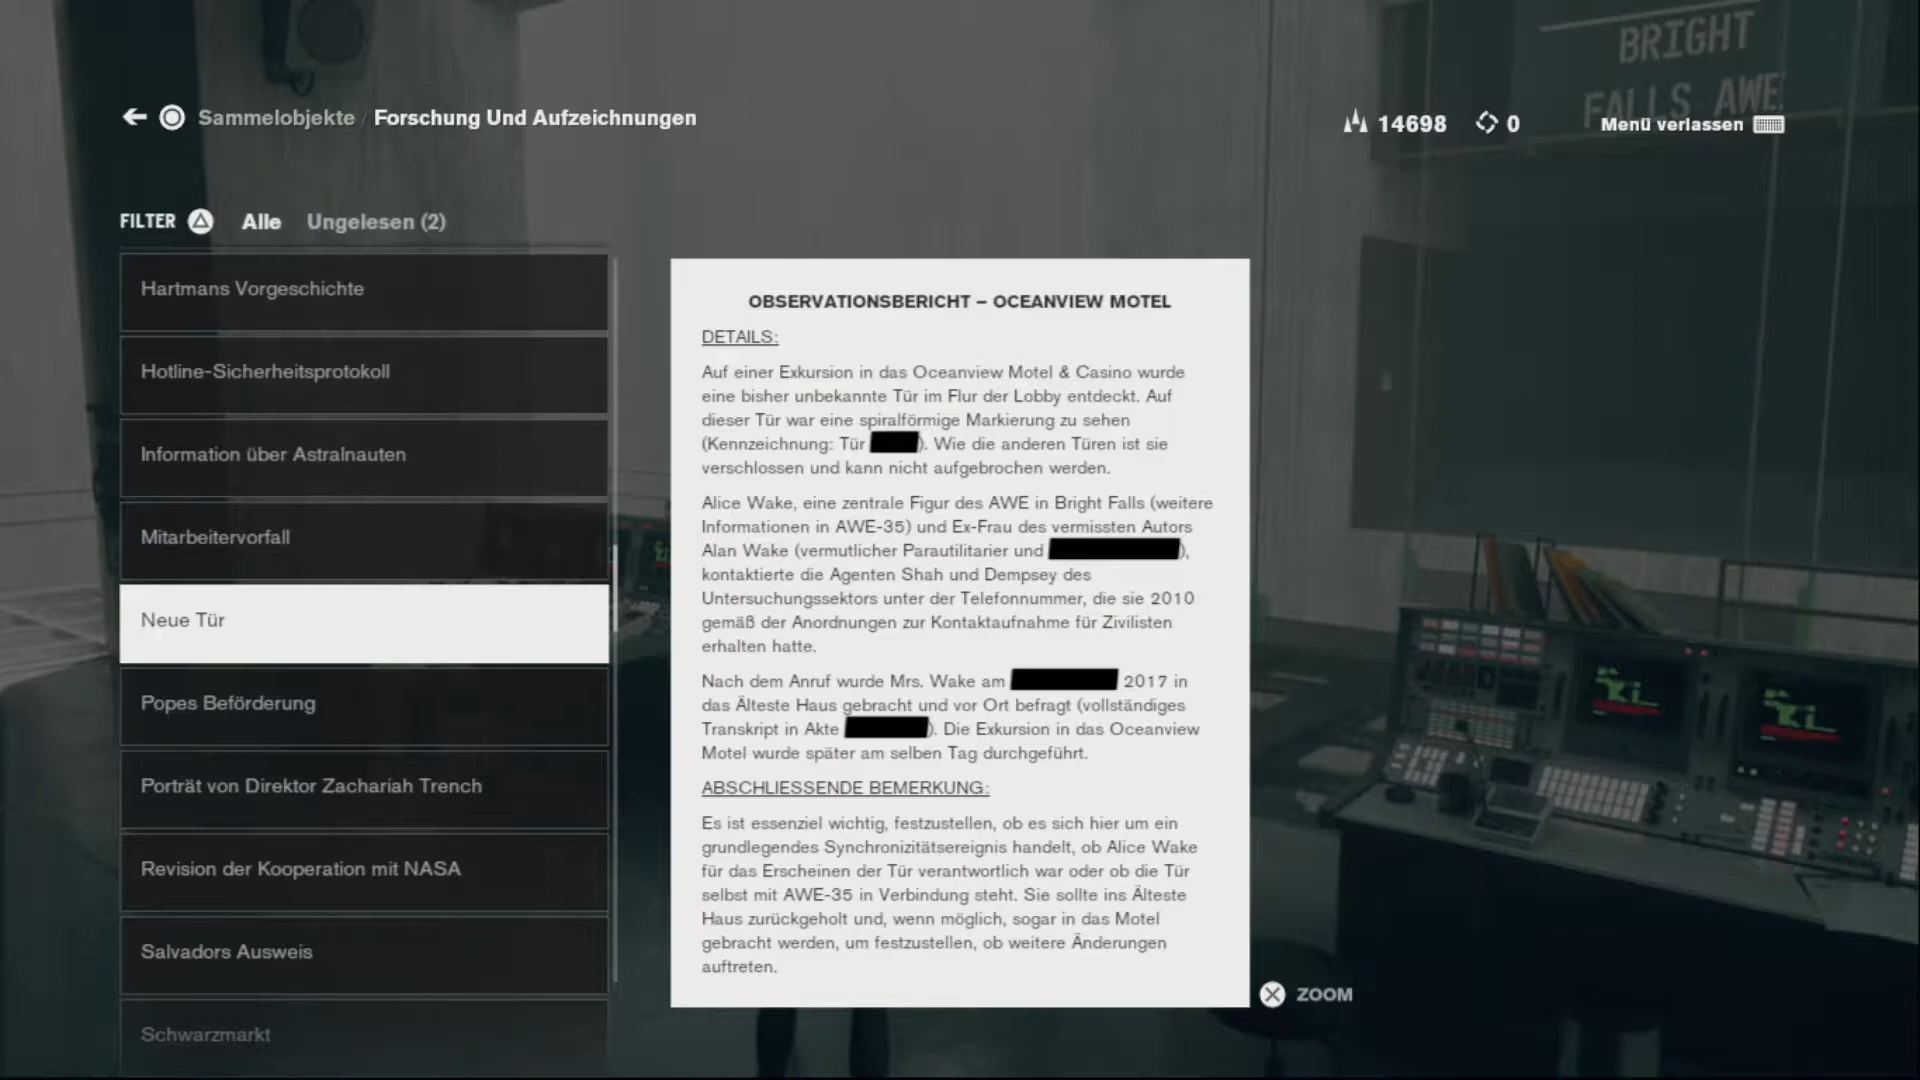 BRIGHT
FALLS AWE
Sammelobjekte / Forschung Und Aufzeichnungen
14698 0 Menü verlassen
FILTER Alle Ungelesen (2)
Hartmans Vorgeschichte
Hotline-Sicherheitsprotokoll
Information über Astralnauten
Mitarbeitervorfall
Neue Tür
Popes Beförderung
Porträt von Direktor Zachariah Trench
Revision der Kooperation mit NASA
Salvadors Ausweis
Schwarzmarkt
OBSERVATIONSBERICHT – OCEANVIEW MOTEL
DETAILS:
Auf einer Exkursion in das Oceanview Motel & Casino wurde
eine bisher unbekannte Tür im Flur der Lobby entdeckt. Auf
dieser Tür war eine spiralförmige Markierung zu sehen
(Kennzeichnung: Tür ). Wie die anderen Türen ist sie
verschlossen und kann nicht aufgebrochen werden.
Alice Wake, eine zentrale Figur des AWE in Bright Falls (weitere
Informationen in AWE-35) und Ex-Frau des vermissten Autors
Alan Wake (vermutlicher Parautilitarier und ),
kontaktierte die Agenten Shah und Dempsey des
Untersuchungssektors unter der Telefonnummer, die sie 2010
gemäß der Anordnungen zur Kontaktaufnahme für Zivilisten
erhalten hatte.
Nach dem Anruf wurde Mrs. Wake am 2017 in
das Älteste Haus gebracht und vor Ort befragt (vollständiges
Transkript in Akte ). Die Exkursion in das Oceanview
Motel wurde später am selben Tag durchgeführt.
ABSCHLIESSENDE BEMERKUNG:
Es ist essenziel wichtig, festzustellen, ob es sich hier um ein
grundlegendes Synchronizitätsereignis handelt, ob Alice Wake
für das Erscheinen der Tür verantwortlich war oder ob die Tür
selbst mit AWE-35 in Verbindung steht. Sie sollte ins Älteste
Haus zurückgeholt und, wenn möglich, sogar in das Motel
gebracht werden, um festzustellen, ob weitere Änderungen
auftreten.
ZOOM